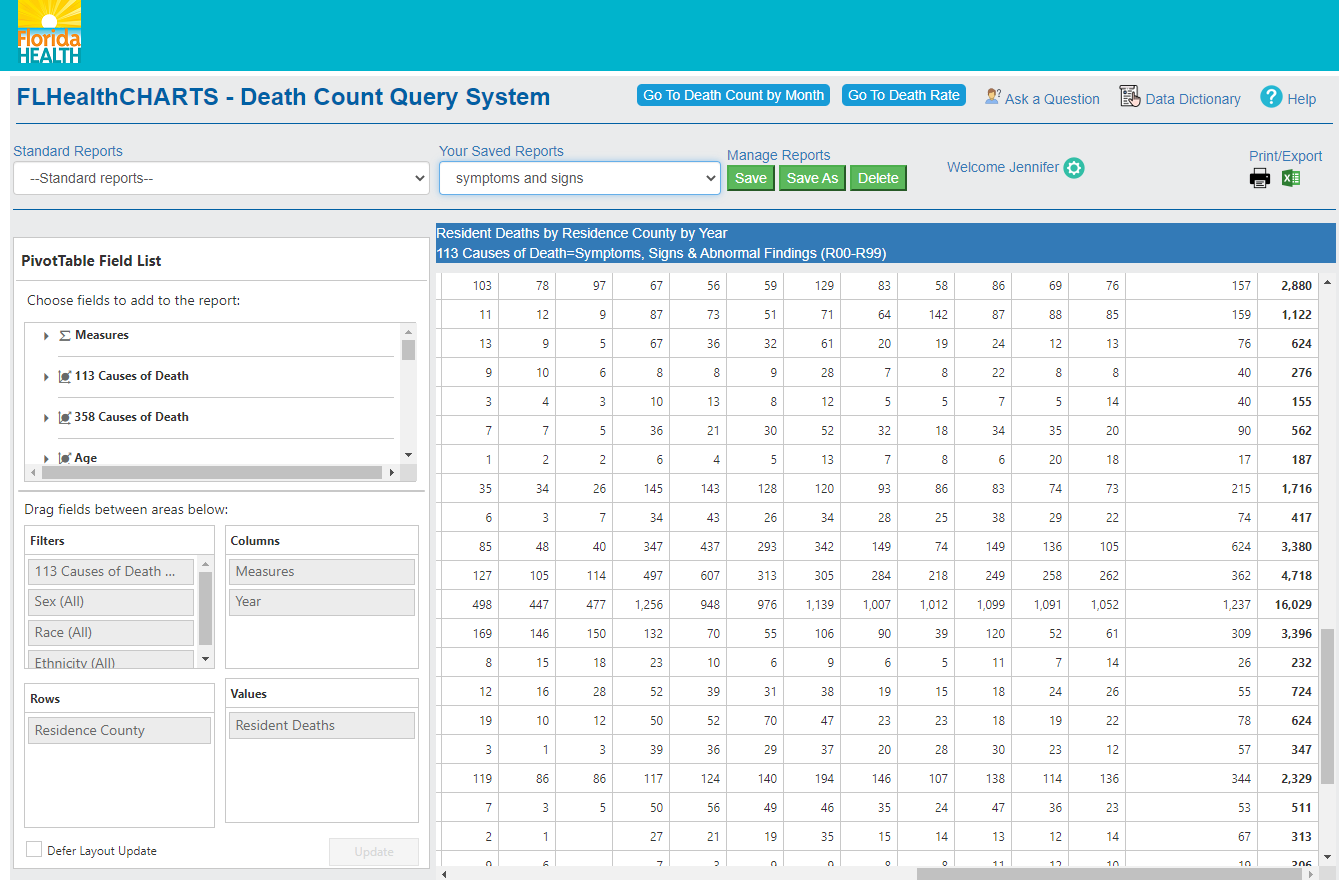 Florida
HEALTH
FLHealthCHARTS - Death Count Query System
Go To Death Count by Month
Go To Death Rate
Ask a Question
Data Dictionary
? Help
Standard Reports
--Standard reports--
Your Saved Reports
symptoms and signs
Manage Reports
Save Save As Delete
Welcome Jennifer
Print/Export
PivotTable Field List
Choose fields to add to the report:
Σ Measures
113 Causes of Death
358 Causes of Death
Age
Drag fields between areas below:
Filters
113 Causes of Death ...
Sex (All)
Race (All)
Ethnicity (All)
Columns
Measures
Year
Rows
Residence County
Values
Resident Deaths
Defer Layout Update
Update
Resident Deaths by Residence County by Year
113 Causes of Death=Symptoms, Signs & Abnormal Findings (R00-R99)
103 78 97 67 56 59 129 83 58 86 69 76 157 2,880
11 12 9 87 73 51 71 64 142 87 88 85 159 1,122
13 9 5 67 36 32 61 20 19 24 12 13 76 624
9 10 6 8 8 9 28 7 8 22 8 8 40 276
3 4 3 10 13 8 12 5 5 7 5 14 40 155
7 7 5 36 21 30 52 32 18 34 35 20 90 562
1 2 2 6 4 5 13 7 8 6 20 18 17 187
35 34 26 145 143 128 120 93 86 83 74 73 215 1,716
6 3 7 34 43 26 34 28 25 38 29 22 74 417
85 48 40 347 437 293 342 149 74 149 136 105 624 3,380
127 105 114 497 607 313 305 284 218 249 258 262 362 4,718
498 447 477 1,256 948 976 1,139 1,007 1,012 1,099 1,091 1,052 1,237 16,029
169 146 150 132 70 55 106 90 39 120 52 61 309 3,396
8 15 18 23 10 6 9 6 5 11 7 14 26 232
12 16 28 52 39 31 38 19 15 18 24 26 55 724
19 10 12 50 52 70 47 23 23 18 19 22 78 624
3 1 3 39 36 29 37 20 28 30 23 12 57 347
119 86 86 117 124 140 194 146 107 138 114 136 344 2,329
7 3 5 50 56 49 46 35 24 47 36 23 53 511
2 1 27 21 19 35 15 14 13 12 14 67 313